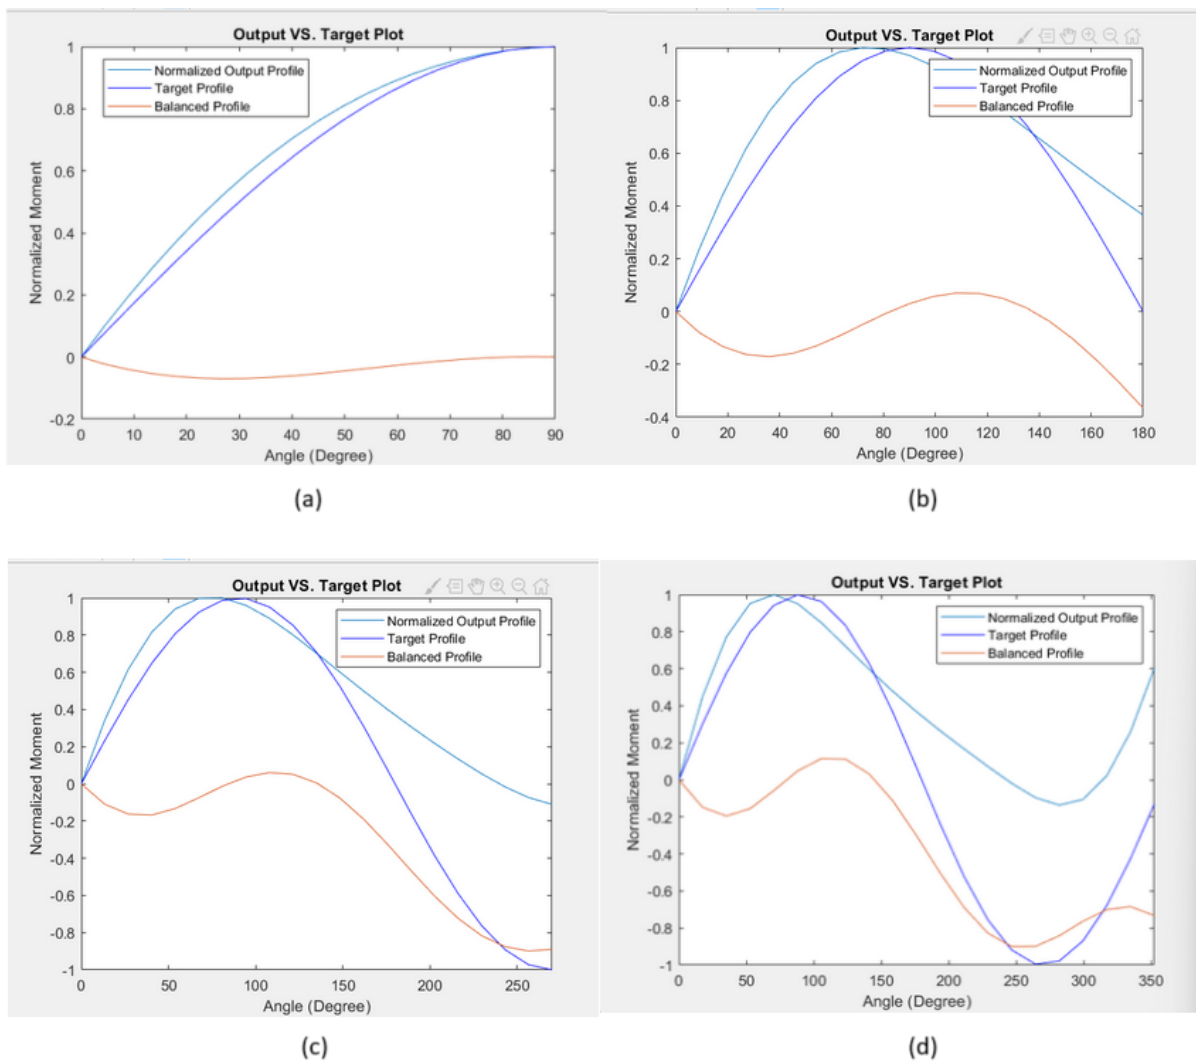 Output VS. Target Plot
1
0.8
0.6
0.4
0.2
0
-0.2
Normalized Moment
Normalized Output Profile
Target Profile
Balanced Profile
0 10 20 30 40 50 60 70 80 90
Angle (Degree)
(a)
Output VS. Target Plot
1
0.8
0.6
0.4
0.2
0
-0.2
-0.4
Normalized Moment
Normalized Output Profile
Target Profile
Balanced Profile
0 20 40 60 80 100 120 140 160 180
Angle (Degree)
(b)
Output VS. Target Plot
1
0.8
0.6
0.4
0.2
0
-0.2
-0.4
-0.6
-0.8
-1
Normalized Moment
Normalized Output Profile
Target Profile
Balanced Profile
0 50 100 150 200 250
Angle (Degree)
(c)
Output VS. Target Plot
1
0.8
0.6
0.4
0.2
0
-0.2
-0.4
-0.6
-0.8
-1
Normalized Moment
Normalized Output Profile
Target Profile
Balanced Profile
0 50 100 150 200 250 300 350
Angle (Degree)
(d)